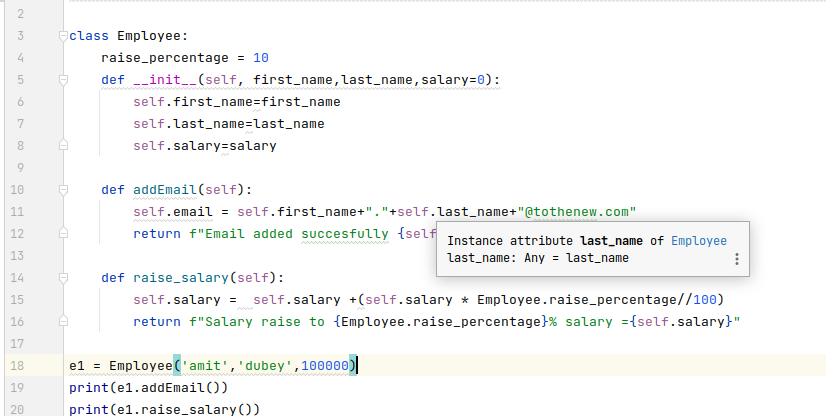 2
3 class Employee:
4 raise_percentage = 10
5 def __init__(self, first_name,last_name,salary=0):
6 self.first_name=first_name
7 self.last_name=last_name
8 self.salary=salary
9
10 def addEmail(self):
11 self.email = self.first_name+"."+self.last_name+"@tothenew.com"
12 return f"Email added succesfully {self
Instance attribute last_name of Employee
last_name: Any = last_name
13
14 def raise_salary(self):
15 self.salary = self.salary +(self.salary * Employee.raise_percentage//100)
16 return f"Salary raise to {Employee.raise_percentage}% salary ={self.salary}"
17
18 e1 = Employee('amit','dubey',100000)
19 print(e1.addEmail())
20 print(e1.raise_salary())